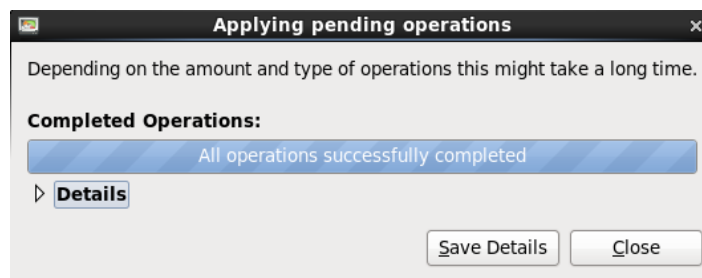 Applying pending operations
Depending on the amount and type of operations this might take a long time.
Completed Operations:
All operations successfully completed
Details
Save Details Close